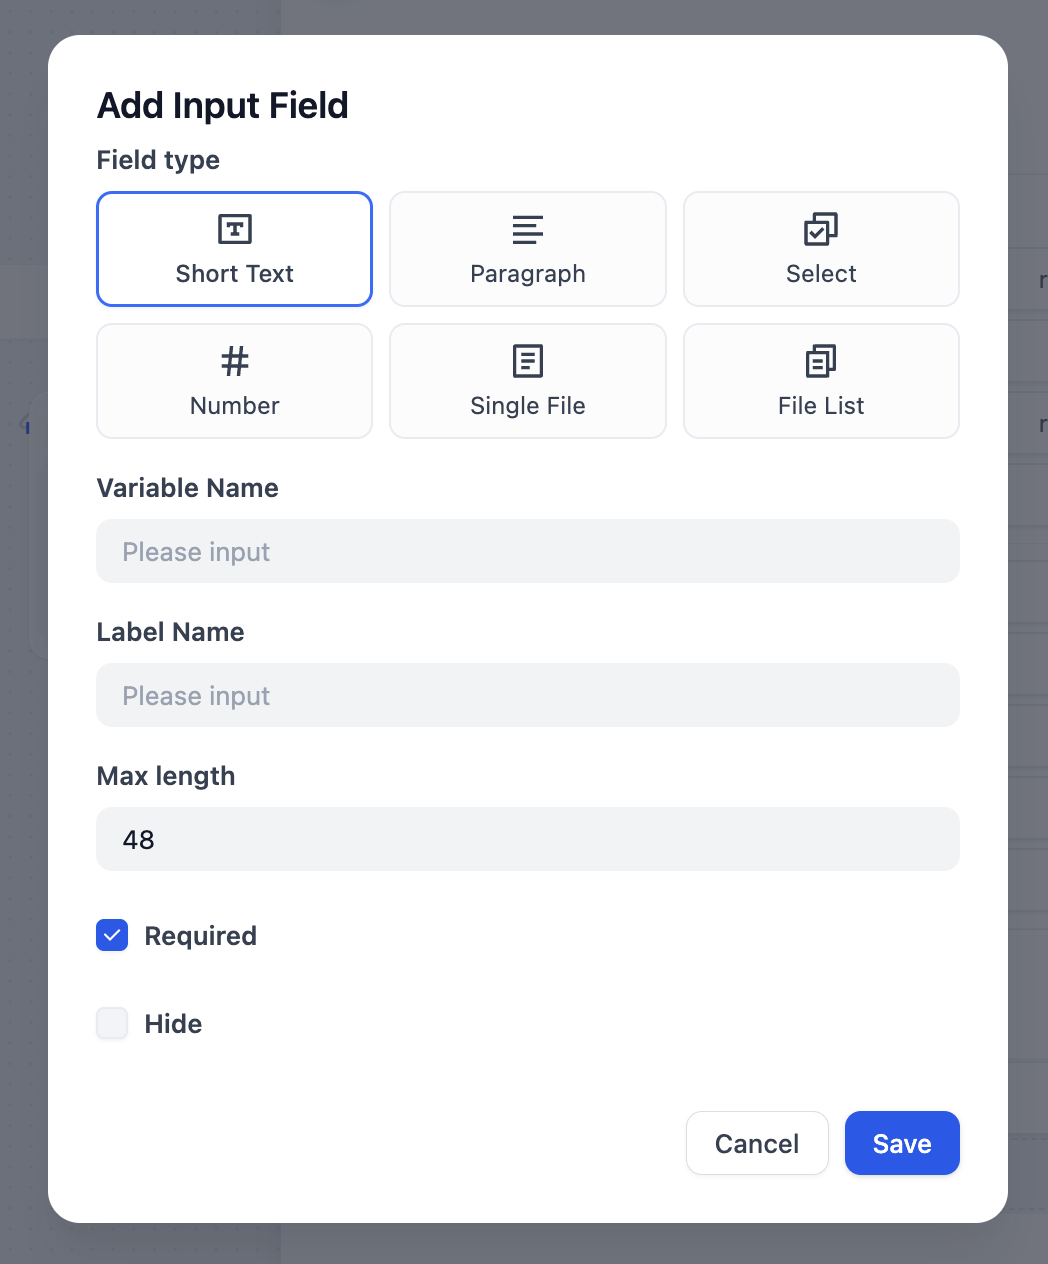 Add Input Field
Field type
Short Text
Paragraph
Select
Number
Single File
File List
Variable Name
Please input
Label Name
Please input
Max length
48
Required
Hide
Cancel
Save